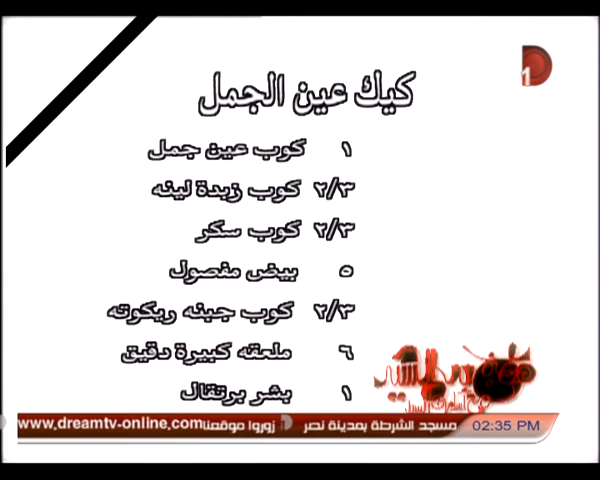 1
كيك عين الجمل
١ كوب عين جمل
٢/٣ كوب زبدة لينه
٢/٣ كوب سكر
٥ بيض مفصول
٢/٣ كوب جبنه ريكوته
٦ ملعقه كبيرة دقيق
١ بشر برتقال
مسجد الشرطة بمدينة نصر زوروا موقعنا www.dreamtv-online.com
02:35 PM